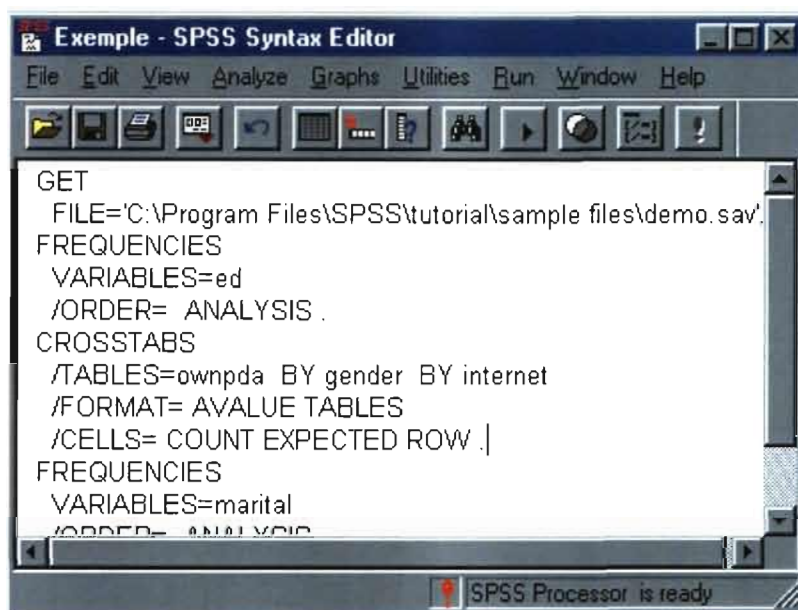 Exemple - SPSS Syntax Editor
File Edit View Analyze Graphs Utilities Run Window Help
GET
FILE='C:\Program Files\SPSS\tutorial\sample files\demo.sav'.
FREQUENCIES
VARIABLES=ed
/ORDER= ANALYSIS .
CROSSTABS
/TABLES=ownpda BY gender BY internet
/FORMAT= AVALUE TABLES
/CELLS= COUNT EXPECTED ROW .
FREQUENCIES
VARIABLES=marital
/ORDER= ANALYSIS
SPSS Processor is ready